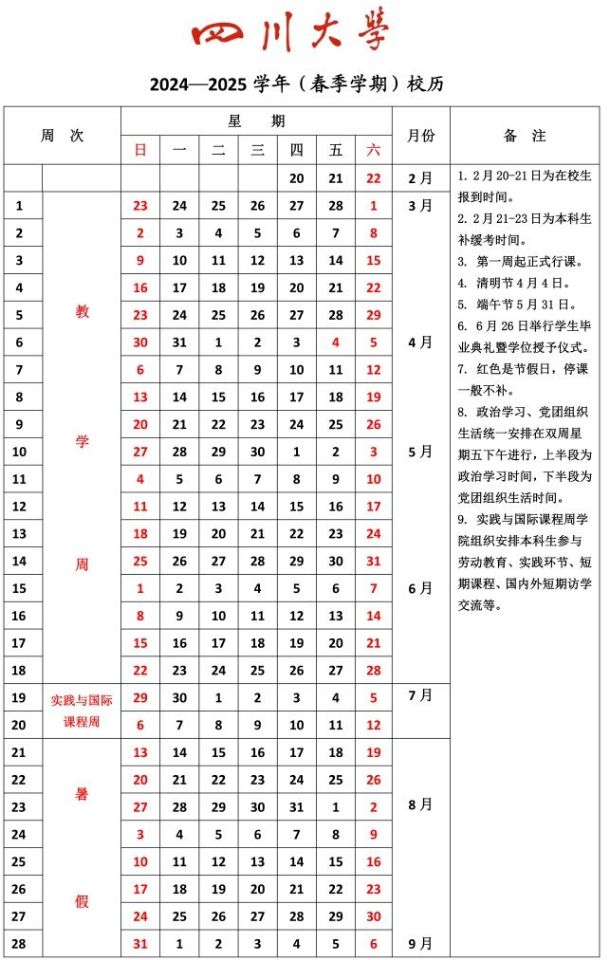 四川大学
2024—2025 学年（春季学期）校历
周 次 星 期 月份 备 注
日 一 二 三 四 五 六
20 21 22 2 月
1 23 24 25 26 27 28 1 3 月
2 2 3 4 5 6 7 8
3 9 10 11 12 13 14 15
4 16 17 18 19 20 21 22
教
5 23 24 25 26 27 28 29
6 30 31 1 2 3 4 5 4 月
7 6 7 8 9 10 11 12
8 13 14 15 16 17 18 19
9 20 21 22 23 24 25 26
学
10 27 28 29 30 1 2 3 5 月
11 4 5 6 7 8 9 10
12 11 12 13 14 15 16 17
13 18 19 20 21 22 23 24
14 25 26 27 28 29 30 31
周
15 1 2 3 4 5 6 7 6 月
16 8 9 10 11 12 13 14
17 15 16 17 18 19 20 21
18 22 23 24 25 26 27 28
19 29 30 1 2 3 4 5 7 月
实践与国际
课程周
20 6 7 8 9 10 11 12
21 13 14 15 16 17 18 19
22 20 21 22 23 24 25 26
暑
23 27 28 29 30 31 1 2 8 月
24 3 4 5 6 7 8 9
25 10 11 12 13 14 15 16
26 17 18 19 20 21 22 23
假
27 24 25 26 27 28 29 30
28 31 1 2 3 4 5 6 9 月
1. 2 月 20-21 日为在校生
报到时间。
2. 2 月 21-23 日为本科生
补缓考时间。
3. 第一周起正式行课。
4. 清明节 4 月 4 日。
5. 端午节 5 月 31 日。
6. 6 月 26 日举行学生毕
业典礼暨学位授予仪式。
7. 红色是节假日，停课
一般不补。
8. 政治学习、党团组织
生活统一安排在双周星
期五下午进行，上半段为
政治学习时间，下半段为
党团组织生活时间。
9. 实践与国际课程周学
院组织安排本科生参与
劳动教育、实践环节、短
期课程、国内外短期访学
交流等。